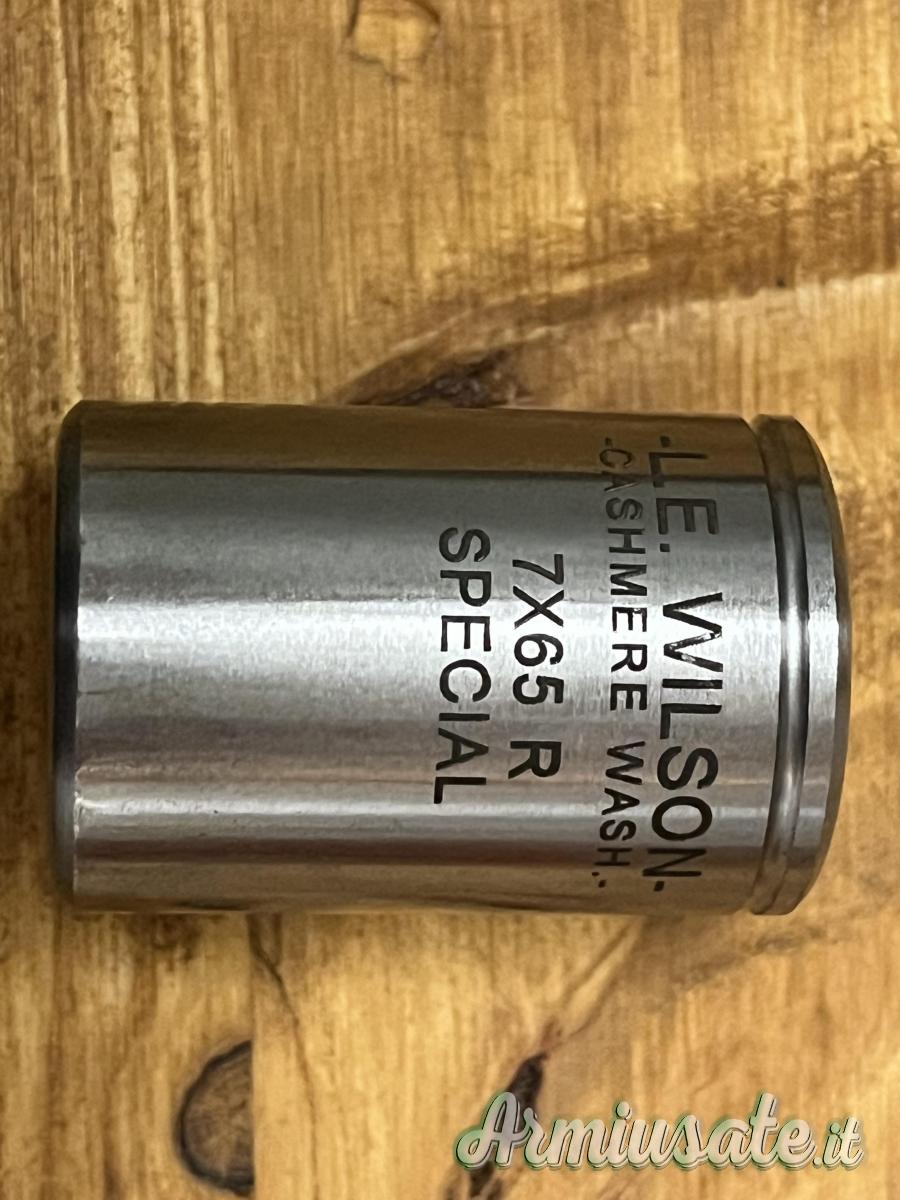 -L.E. WILSON-
-CASHMERE WASH.-
7X65 R
SPECIAL
Armiusate.it